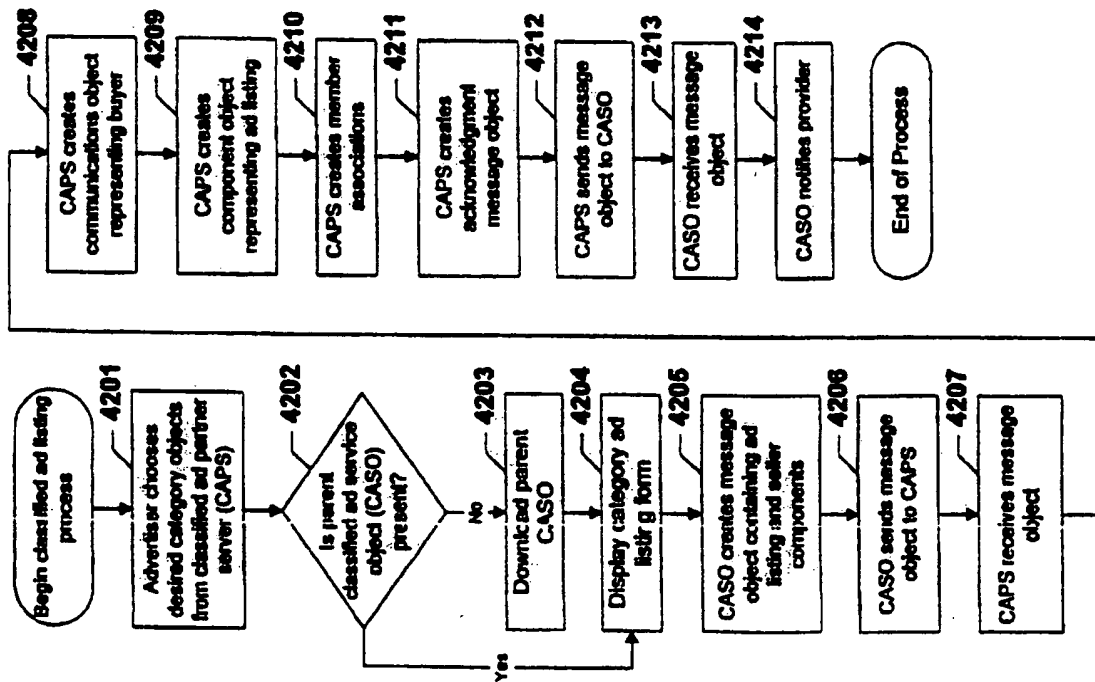 Begin classified ad listing
process
4201
Advertiser chooses
desired category objects
from classified ad partner
server (CAPS)
4202
Is parent
classified ad service
object (CASO)
present?
Yes
No
4203
Download parent
CASO
4204
Display category ad
listing form
4205
CASO creates message
object containing ad
listing and seller
components
4206
CASO sends message
object to CAPS
4207
CAPS receives message
object
4208
CAPS creates
communications object
representing buyer
4209
CAPS creates
component object
representing ad listing
4210
CAPS creates member
associations
4211
CAPS creates
acknowledgment
message object
4212
CAPS sends message
object to CASO
4213
CASO receives message
object
4214
CASO notifies provider
End of Process